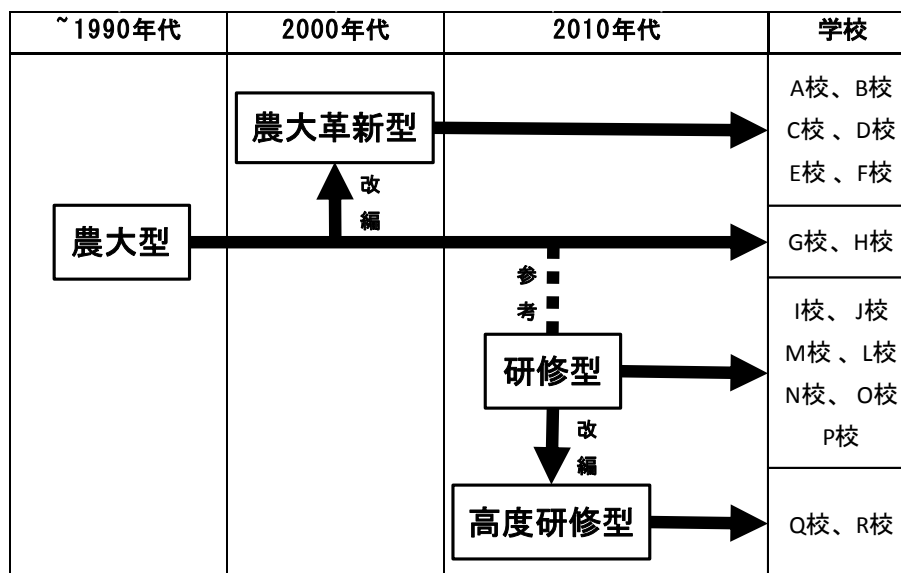 ~1990年代
2000年代
2010年代
学校
農大革新型
A校、B校
C校 、D校
E校 、F校
改編
農大型
G校、H校
参考
研修型
I校、 J校
M校 、L校
N校、 O校
P校
改編
高度研修型
Q校、R校